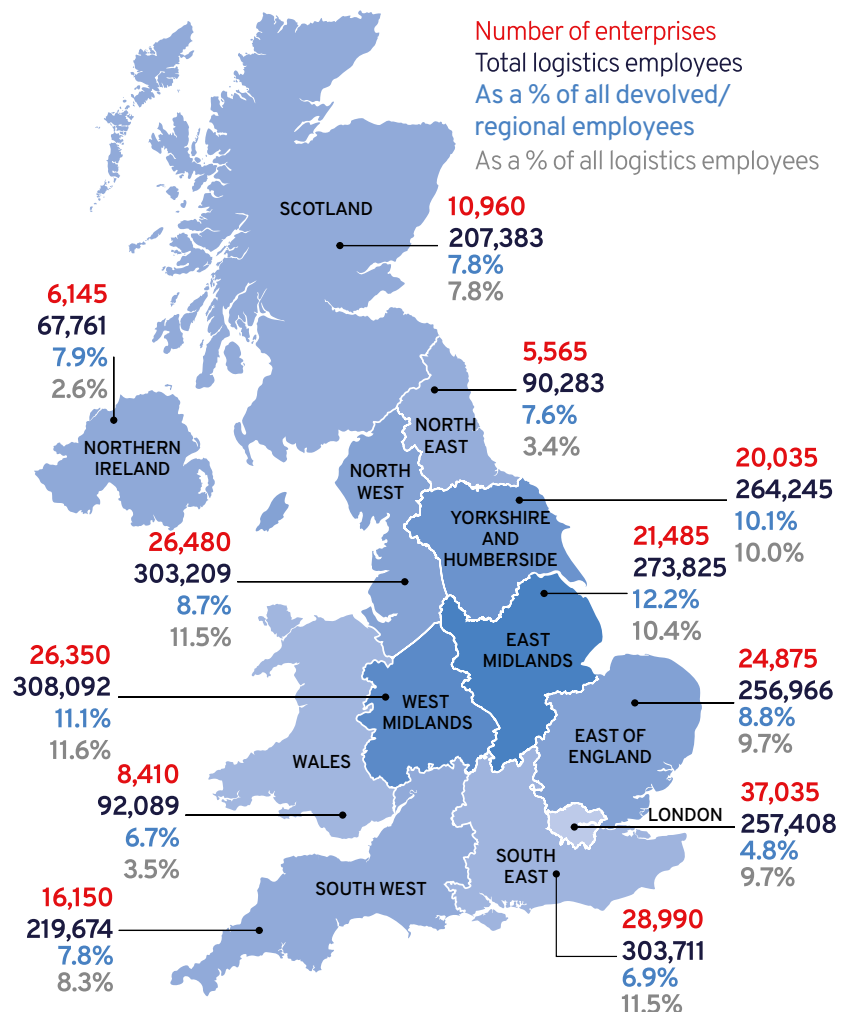 Number of enterprises
Total logistics employees
As a % of all devolved/
regional employees
As a % of all logistics employees
SCOTLAND
10,960
207,383
7.8%
7.8%
6,145
67,761
7.9%
2.6%
NORTHERN
IRELAND
5,565
90,283
7.6%
3.4%
NORTH
EAST
NORTH
WEST
20,035
264,245
10.1%
10.0%
YORKSHIRE
AND
HUMBERSIDE
26,480
303,209
8.7%
11.5%
21,485
273,825
12.2%
10.4%
EAST
MIDLANDS
26,350
308,092
11.1%
11.6%
WEST
MIDLANDS
24,875
256,966
8.8%
9.7%
EAST OF
ENGLAND
WALES
8,410
92,089
6.7%
3.5%
37,035
LONDON
257,408
4.8%
9.7%
SOUTH
EAST
SOUTH WEST
16,150
219,674
7.8%
8.3%
28,990
303,711
6.9%
11.5%